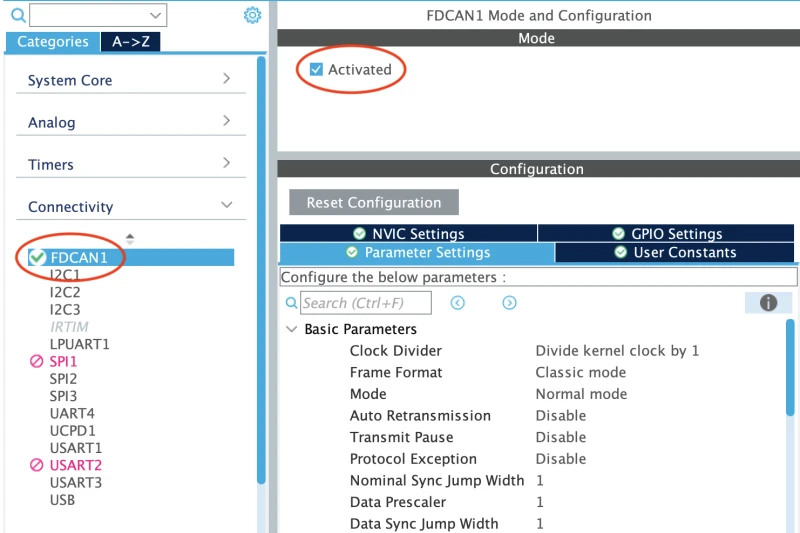 Categories
A->Z
System Core
Analog
Timers
Connectivity
FDCAN1
I2C1
I2C2
I2C3
IRTIM
LPUART1
SPI1
SPI2
SPI3
UART4
UCPD1
USART1
USART2
USART3
USB
FDCAN1 Mode and Configuration
Mode
Activated
Configuration
Reset Configuration
NVIC Settings
GPIO Settings
Parameter Settings
User Constants
Configure the below parameters :
Search (Ctrl+F)
Basic Parameters
Clock Divider Divide kernel clock by 1
Frame Format Classic mode
Mode Normal mode
Auto Retransmission Disable
Transmit Pause Disable
Protocol Exception Disable
Nominal Sync Jump Width 1
Data Prescaler 1
Data Sync Jump Width 1